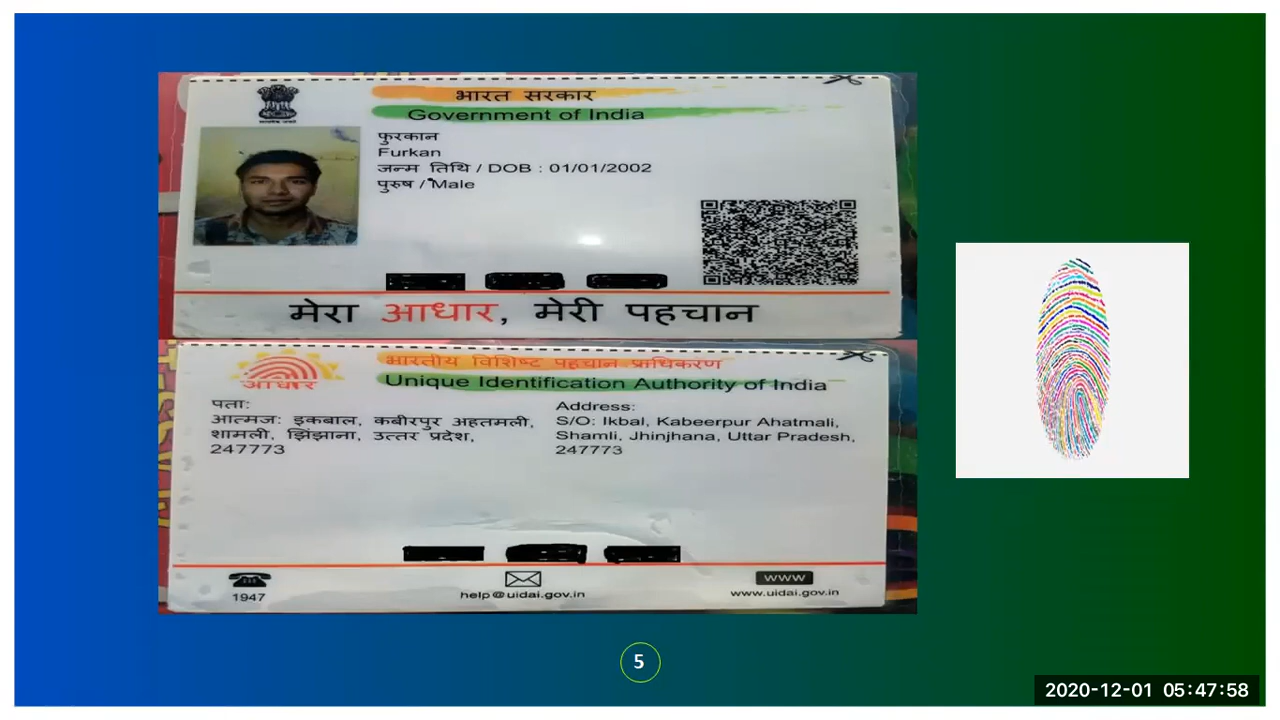 भारत सरकार
Government of India
फुरकान
Furkan
जन्म तिथि / DOB : 01/01/2002
पुरुष / Male
मेरा आधार, मेरी पहचान
भारतीय विशिष्ट पहचान प्राधिकरण
आधार
Unique Identification Authority of India
पता:
आत्मज: इकबाल, कबीरपुर अहतमली,
शामली, झिंझाना, उत्तर प्रदेश,
247773
Address:
S/O: Ikbal, Kabeerpur Ahatmali,
Shamli, Jhinjhana, Uttar Pradesh,
247773
1947
help@uidai.gov.in
www
www.uidai.gov.in
5
2020-12-01 05:47:58